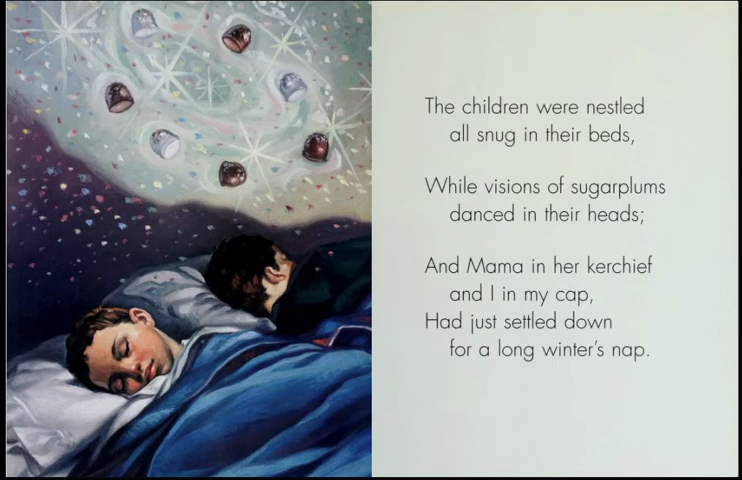 The children were nestled
all snug in their beds,
While visions of sugarplums
danced in their heads;
And Mama in her kerchief
and I in my cap,
Had just settled down
for a long winter's nap.